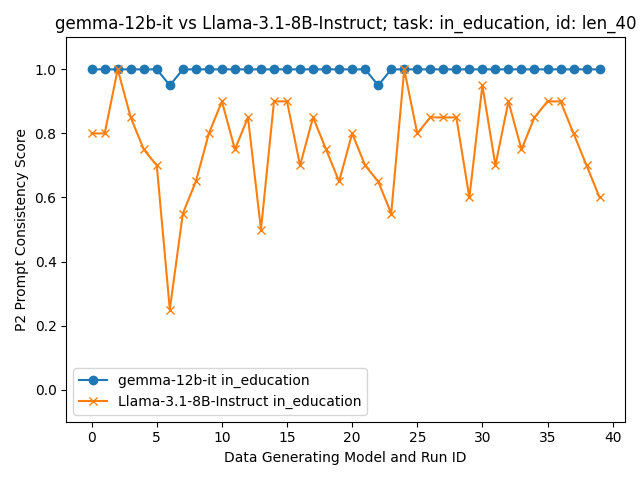 gemma-12b-it vs Llama-3.1-8B-Instruct; task: in_education, id: len_40
P2 Prompt Consistency Score
1.0
0.8
0.6
0.4
0.2
0.0
gemma-12b-it in_education
Llama-3.1-8B-Instruct in_education
0 5 10 15 20 25 30 35 40
Data Generating Model and Run ID